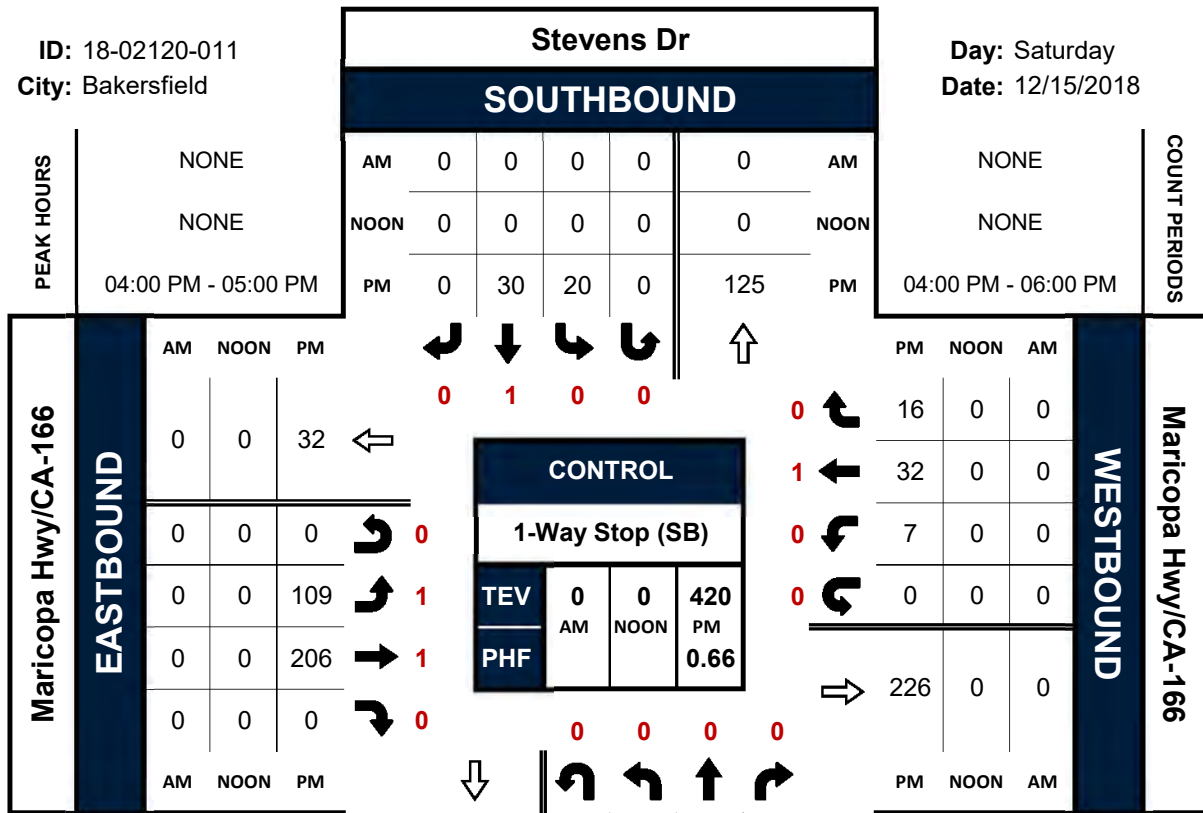 Stevens Dr
ID: 18-02120-011
City: Bakersfield
Day: Saturday
Date: 12/15/2018
SOUTHBOUND
PEAK HOURS
NONE
NONE
04:00 PM - 05:00 PM
AM 0 0 0 0 0 AM
NOON 0 0 0 0 0 NOON
PM 0 30 20 0 125 PM
NONE
NONE
04:00 PM - 06:00 PM
COUNT PERIODS
0 1 0 0
Maricopa Hwy/CA-166
EASTBOUND
AM NOON PM
0 0 32
0 0 0 0
0 0 109 1
0 0 206 1
0 0 0 0
AM NOON PM
CONTROL
1-Way Stop (SB)
TEV 0 0 420
AM NOON PM
PHF 0.66
0 0 0 0
PM NOON AM
0 16 0 0
1 32 0 0
0 7 0 0
0 0 0 0
226 0 0
PM NOON AM
WESTBOUND
Maricopa Hwy/CA-166